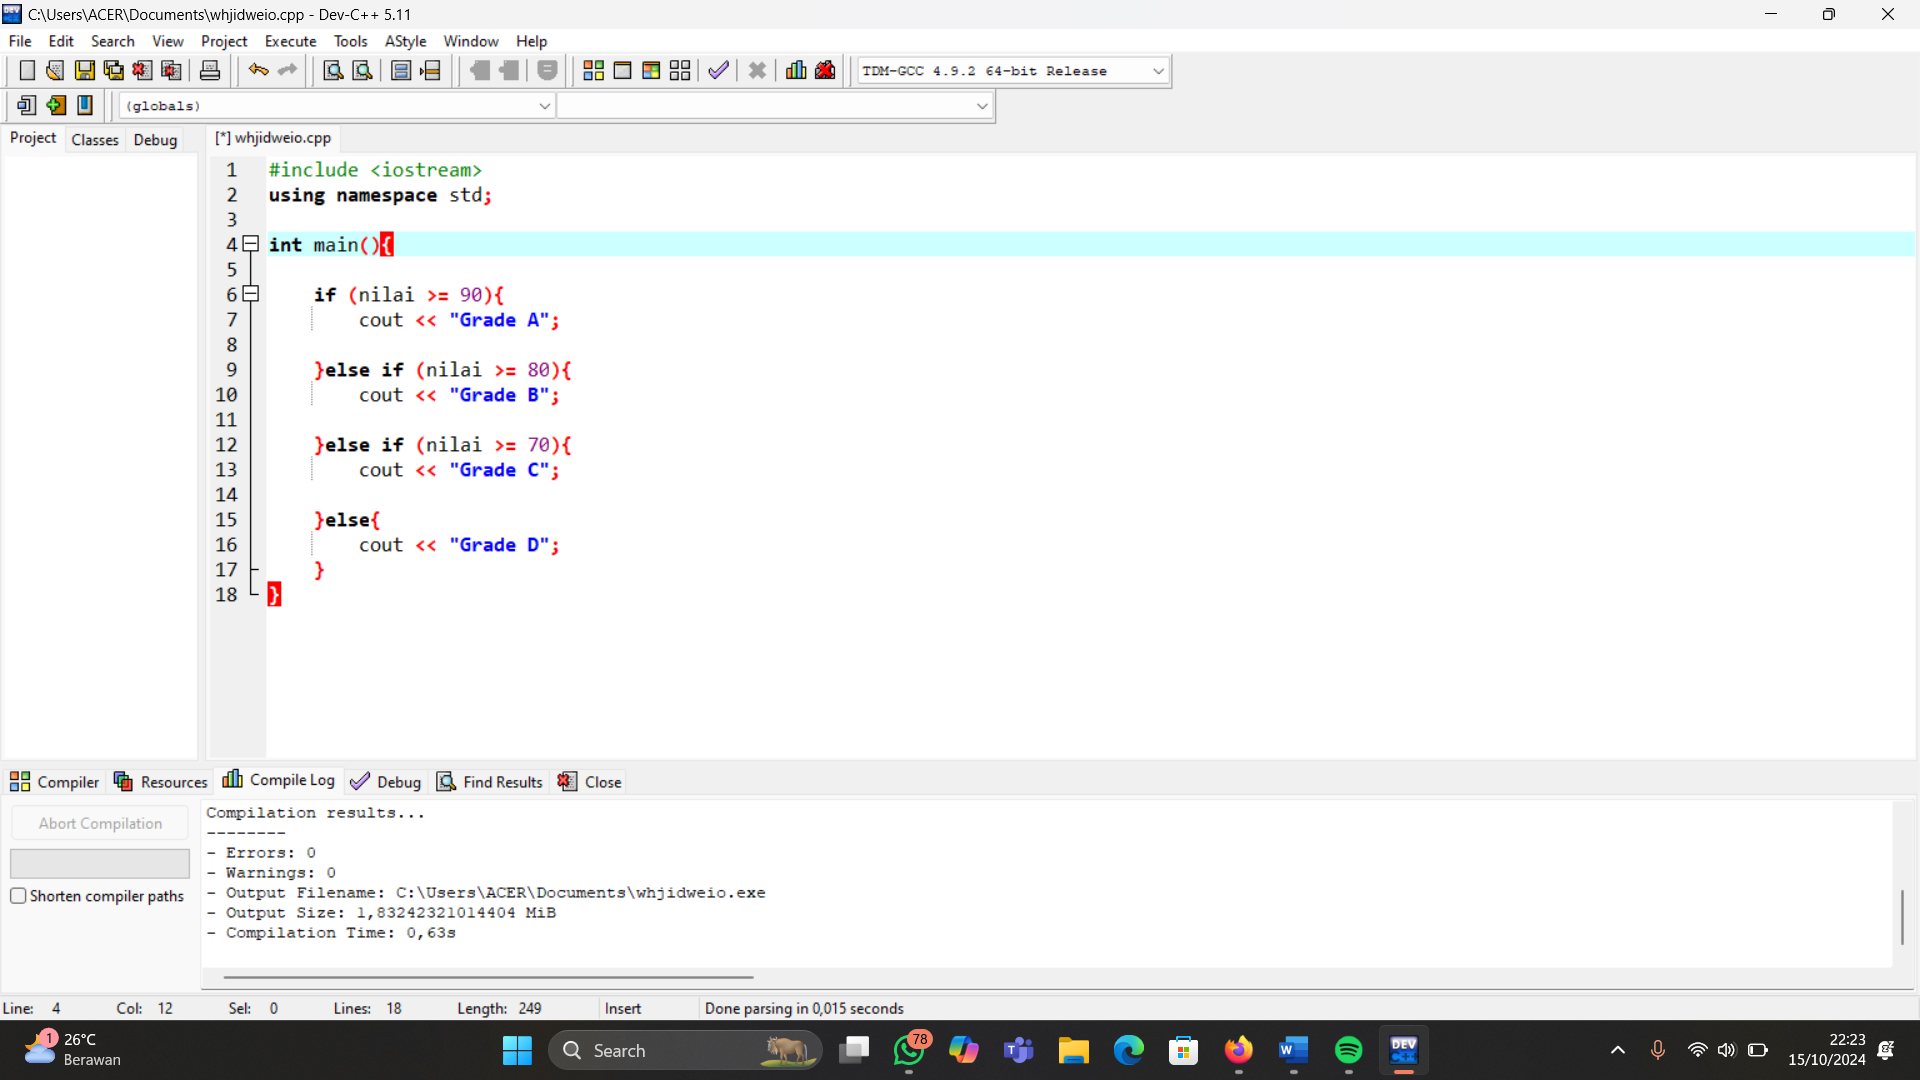 C:\Users\ACER\Documents\whjidweio.cpp - Dev-C++ 5.11
File Edit Search View Project Execute Tools AStyle Window Help
TDM-GCC 4.9.2 64-bit Release
(globals)
Project Classes Debug [*] whjidweio.cpp
1 #include <iostream>
2 using namespace std;
3
4 int main(){
5
6 if (nilai >= 90){
7 cout << "Grade A";
8
9 }else if (nilai >= 80){
10 cout << "Grade B";
11
12 }else if (nilai >= 70){
13 cout << "Grade C";
14
15 }else{
16 cout << "Grade D";
17 }
18 }
Compiler Resources Compile Log Debug Find Results Close
Abort Compilation
Shorten compiler paths
Compilation results...
--------
- Errors: 0
- Warnings: 0
- Output Filename: C:\Users\ACER\Documents\whjidweio.exe
- Output Size: 1,83242321014404 MiB
- Compilation Time: 0,63s
Line: 4 Col: 12 Sel: 0 Lines: 18 Length: 249 Insert Done parsing in 0,015 seconds
1
26°C
Berawan
Search
78
T
W
DEV
C++
22:23
15/10/2024